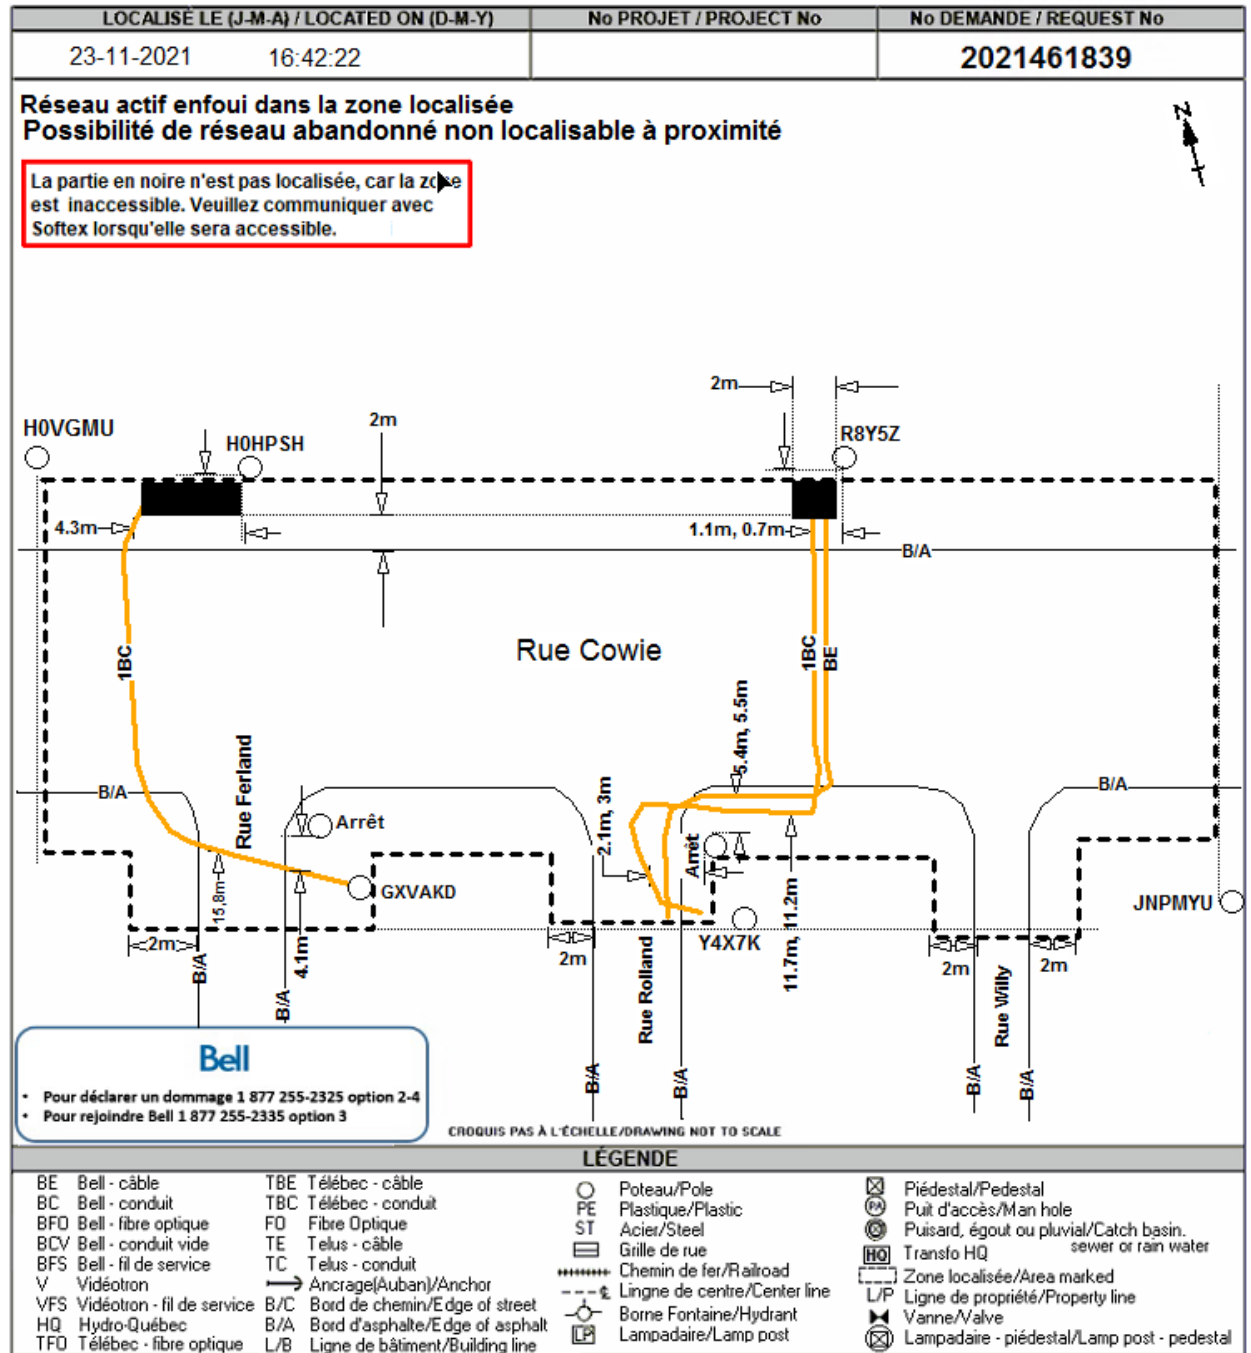 LOCALISÉ LE (J-M-A) / LOCATED ON (D-M-Y)
No PROJET / PROJECT No
No DEMANDE / REQUEST No
23-11-2021 16:42:22
2021461839
Réseau actif enfoui dans la zone localisée
Possibilité de réseau abandonné non localisable à proximité
N
La partie en noire n'est pas localisée, car la
est inaccessible. Veuillez communiquer avec
Softex lorsqu'elle sera accessible.
2m
2m
H0VGMU
H0HPSH
R8Y5Z
4.3m
1.1m, 0.7m
B/A
Rue Cowie
1BC
1BC
BE
5.4m, 5.5m
Rue Ferland
B/A
B/A
2.1m, 3m
Arrêt
Arrêt
15,8m
GXVAKD
11.7m, 11.2m
JNPMYU
4.1m
2m
Y4X7K
2m
2m
2m
B/A
B/A
Rue Rolland
Rue Willy
B/A
B/A
B/A
B/A
Bell
• Pour déclarer un dommage 1 877 255-2325 option 2-4
• Pour rejoindre Bell 1 877 255-2335 option 3
CROQUIS PAS À L'ÉCHELLE/DRAWING NOT TO SCALE
LÉGENDE
BE Bell - câble
BC Bell - conduit
BFO Bell - fibre optique
BCV Bell - conduit vide
BFS Bell - fil de service
V Vidéotron
VFS Vidéotron - fil de service
HQ Hydro-Québec
TFO Télébec - fibre optique
TBE Télébec - câble
TBC Télébec - conduit
FO Fibre Optique
TE Telus - câble
TC Telus - conduit
Ancrage(Auban)/Anchor
B/C Bord de chemin/Edge of street
B/A Bord d'asphalte/Edge of asphalt
L/B Ligne de bâtiment/Building line
Poteau/Pole
PE Plastique/Plastic
ST Acier/Steel
Grille de rue
Chemin de fer/Railroad
Lingne de centre/Center line
Borne Fontaine/Hydrant
LP Lampadaire/Lamp post
Piédestal/Pedestal
PA Puit d'accès/Man hole
Puisard, égout ou pluvial/Catch basin.
sewer or rain water
HQ Transfo HQ
Zone localisée/Area marked
L/P Ligne de propriété/Property line
Vanne/Valve
Lampadaire - piédestal/Lamp post - pedestal